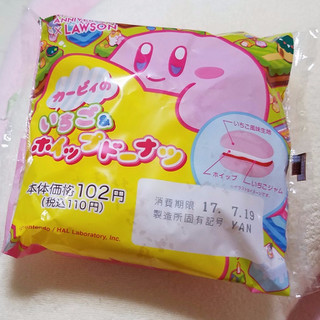 ANNIVERSARY
× LAWSON
カービィの
いちご&
ホイップドーナツ
いちご風味生地
ホイップ
いちごジャム
本体価格102円
(税込110円)
消費期限 17.7.19
製造所固有記号 YAN
Nintendo / HAL Laboratory, Inc.